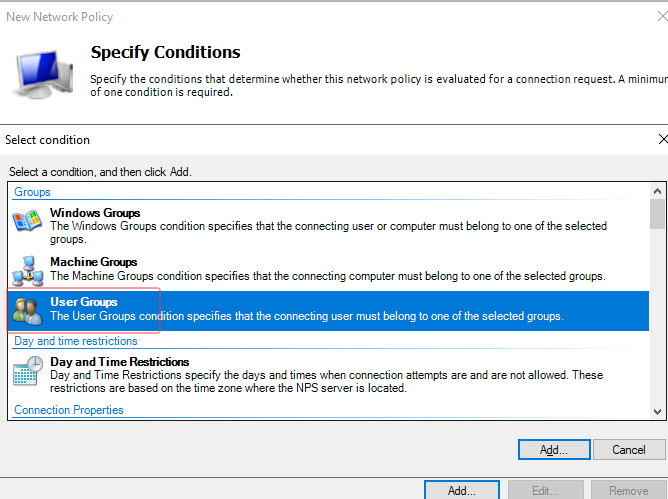 New Network Policy
Specify Conditions
Specify the conditions that determine whether this network policy is evaluated for a connection request. A minimum
of one condition is required.
Select condition
Select a condition, and then click Add.
Groups
Windows Groups
The Windows Groups condition specifies that the connecting user or computer must belong to one of the selected
groups.
Machine Groups
The Machine Groups condition specifies that the connecting computer must belong to one of the selected groups.
User Groups
The User Groups condition specifies that the connecting user must belong to one of the selected groups.
Day and time restrictions
Day and Time Restrictions
Day and Time Restrictions specify the days and times when connection attempts are and are not allowed. These
restrictions are based on the time zone where the NPS server is located.
Connection Properties
Add... Cancel
Add... Edit... Remove